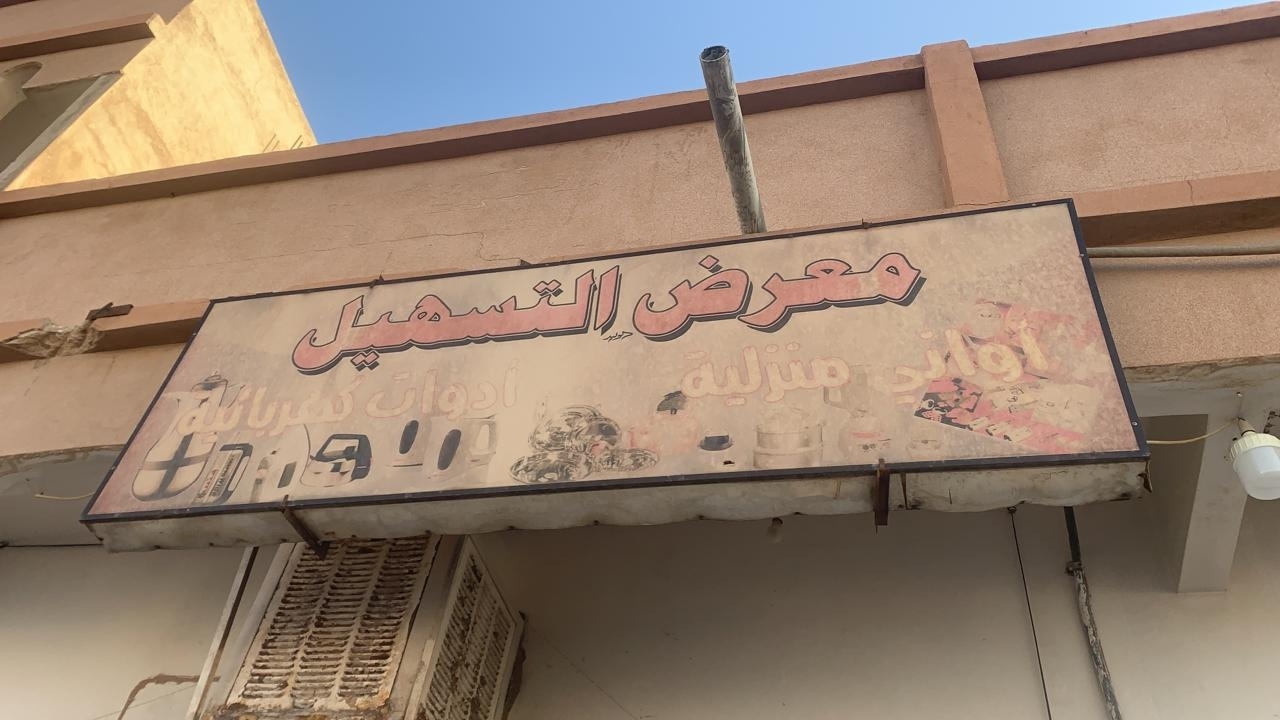 معرض التسهيل
أواني منزلية
أدوات كهربائية